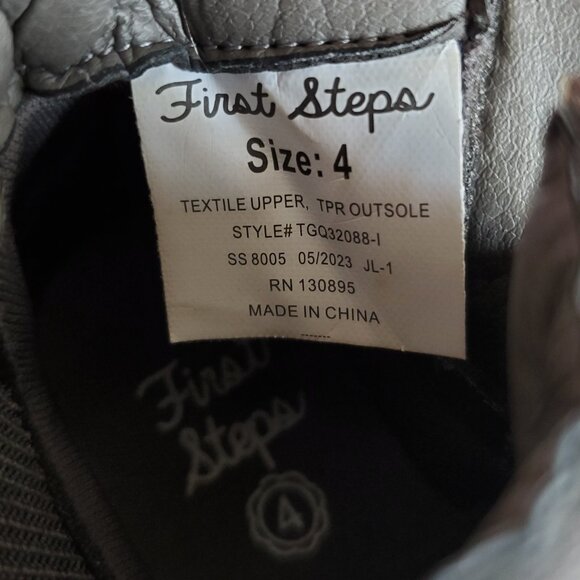 First Steps
Size: 4
TEXTILE UPPER, TPR OUTSOLE
STYLE# TGQ32088-I
SS 8005 05/2023 JL-1
RN 130895
MADE IN CHINA
-------
First
Steps
4